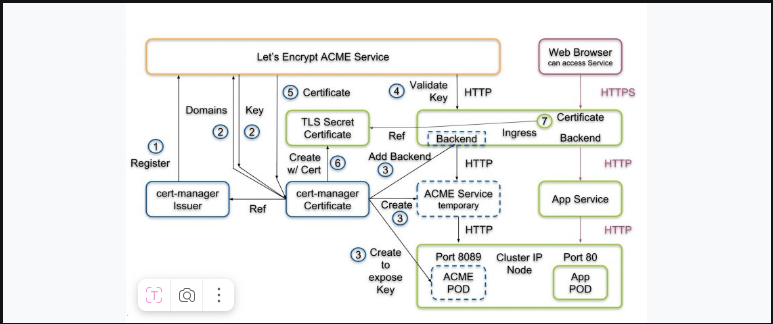 Let's Encrypt ACME Service
Web Browser
can access Service
5 Certificate
4 Validate
Key
HTTP
HTTPS
Domains
2
Key
2
TLS Secret
Certificate
Ref
7 Certificate
Ingress
Backend
Backend
1
Register
Create
w/ Cert
6
Add Backend
3
HTTP
HTTP
cert-manager
Issuer
Ref
cert-manager
Certificate
Create
3
ACME Service
temporary
App Service
HTTP
HTTP
3 Create
to
expose
Key
Port 8089
Cluster IP
Node
Port 80
ACME
POD
App
POD
T